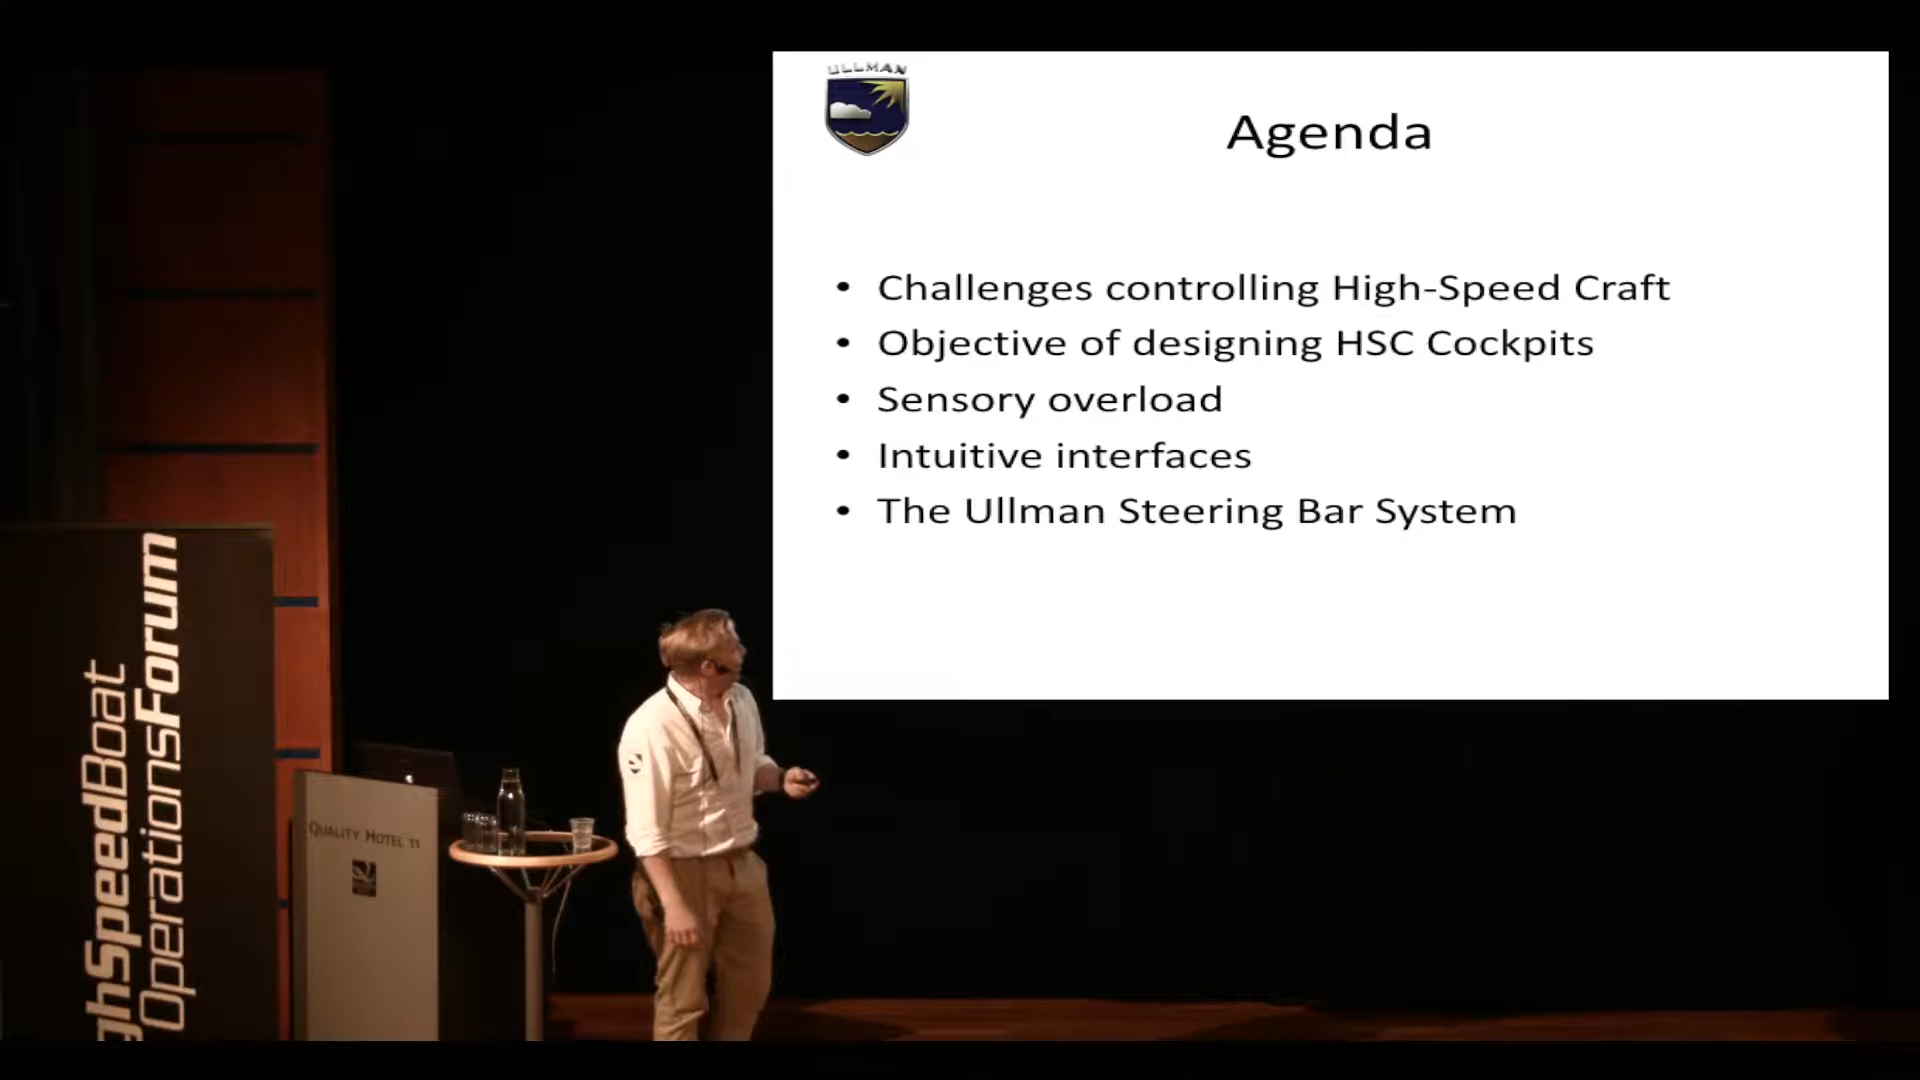 ULLMAN
Agenda
• Challenges controlling High-Speed Craft
• Objective of designing HSC Cockpits
• Sensory overload
• Intuitive interfaces
• The Ullman Steering Bar System
ghSpeedBoat
OperationsForum
QUALITY HOTEL 11